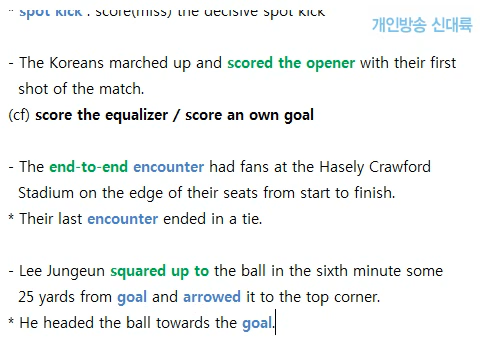 * spot kick : score(miss) the decisive spot kick
개인방송 신대륙
- The Koreans marched up and scored the opener with their first
shot of the match.
(cf) score the equalizer / score an own goal
- The end-to-end encounter had fans at the Hasely Crawford
Stadium on the edge of their seats from start to finish.
* Their last encounter ended in a tie.
- Lee Jungeun squared up to the ball in the sixth minute some
25 yards from goal and arrowed it to the top corner.
* He headed the ball towards the goal.